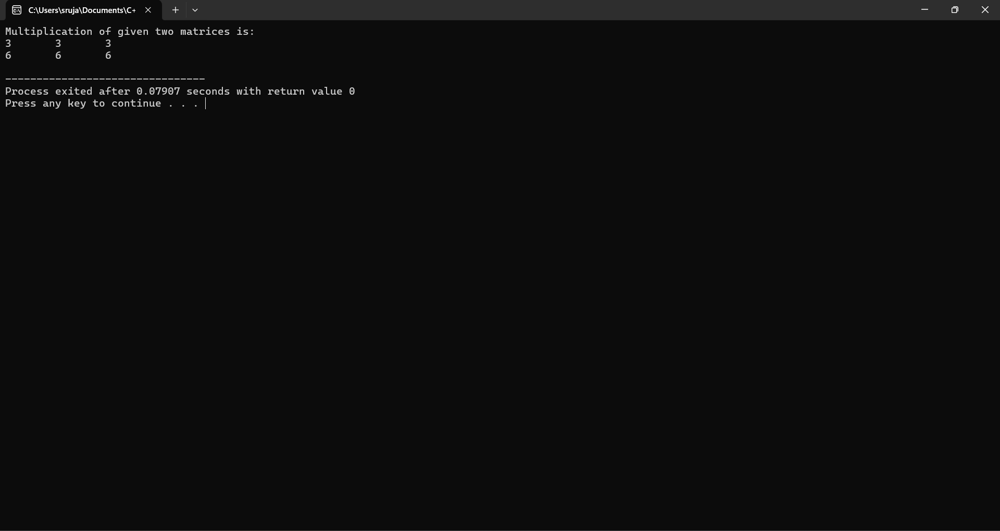 C:\Users\sruja\Documents\C+
Multiplication of given two matrices is:
3 3 3
6 6 6
--------------------------------
Process exited after 0.07907 seconds with return value 0
Press any key to continue . . .